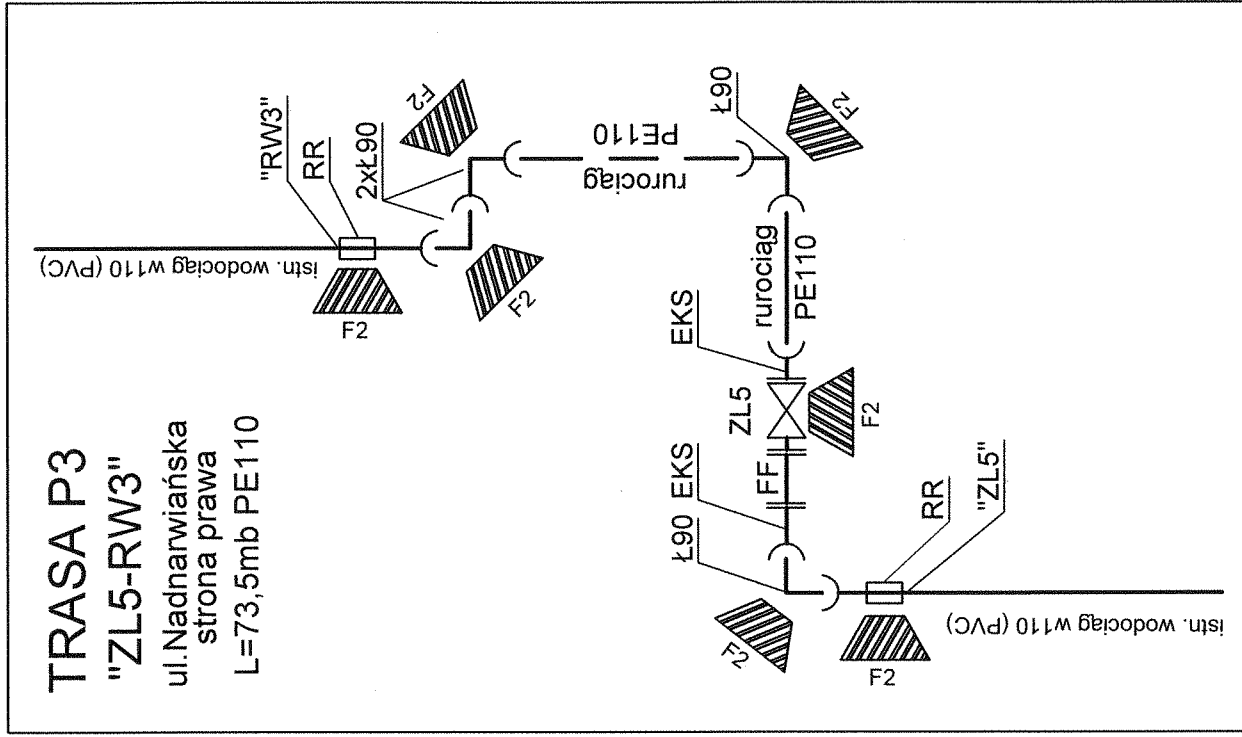 TRASA P3
"ZL5-RW3"
ul.Nadnarwiańska
strona prawa
L=73,5mb PE110
istn. wodociąg w110 (PVC)
"RW3"
RR
F2
2xŁ90
F2
F2
rurociąg
PE110
Ł90
F2
rurociąg
PE110
EKS
ZL5
F2
FF
EKS
Ł90
F2
RR
"ZL5"
F2
istn. wodociąg w110 (PVC)